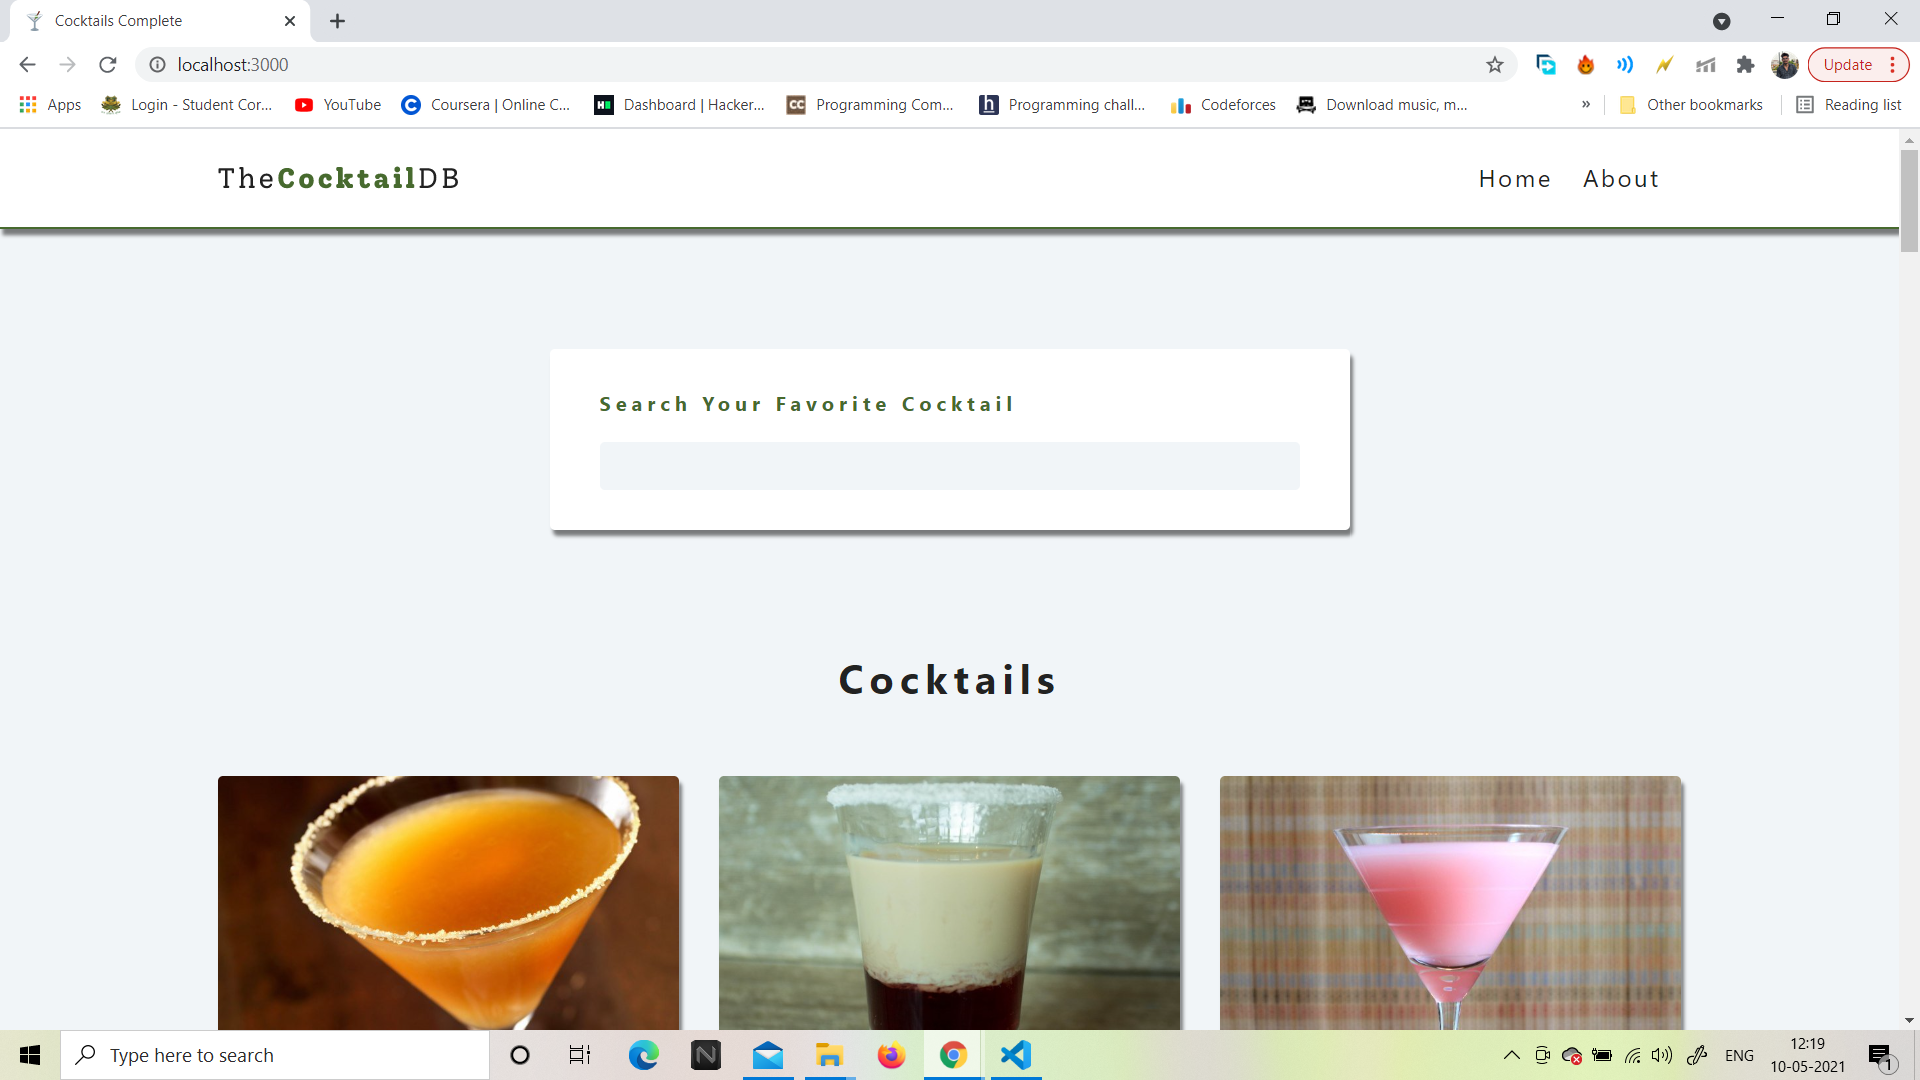 Cocktails Complete
localhost:3000
Update
Apps
Login - Student Cor...
YouTube
Coursera | Online C...
Dashboard | Hacker...
Programming Com...
Programming chall...
Codeforces
Download music, m...
»
Other bookmarks
Reading list
TheCocktailDB
Home
About
Search Your Favorite Cocktail
Cocktails
Type here to search
ENG
12:19
10-05-2021
1